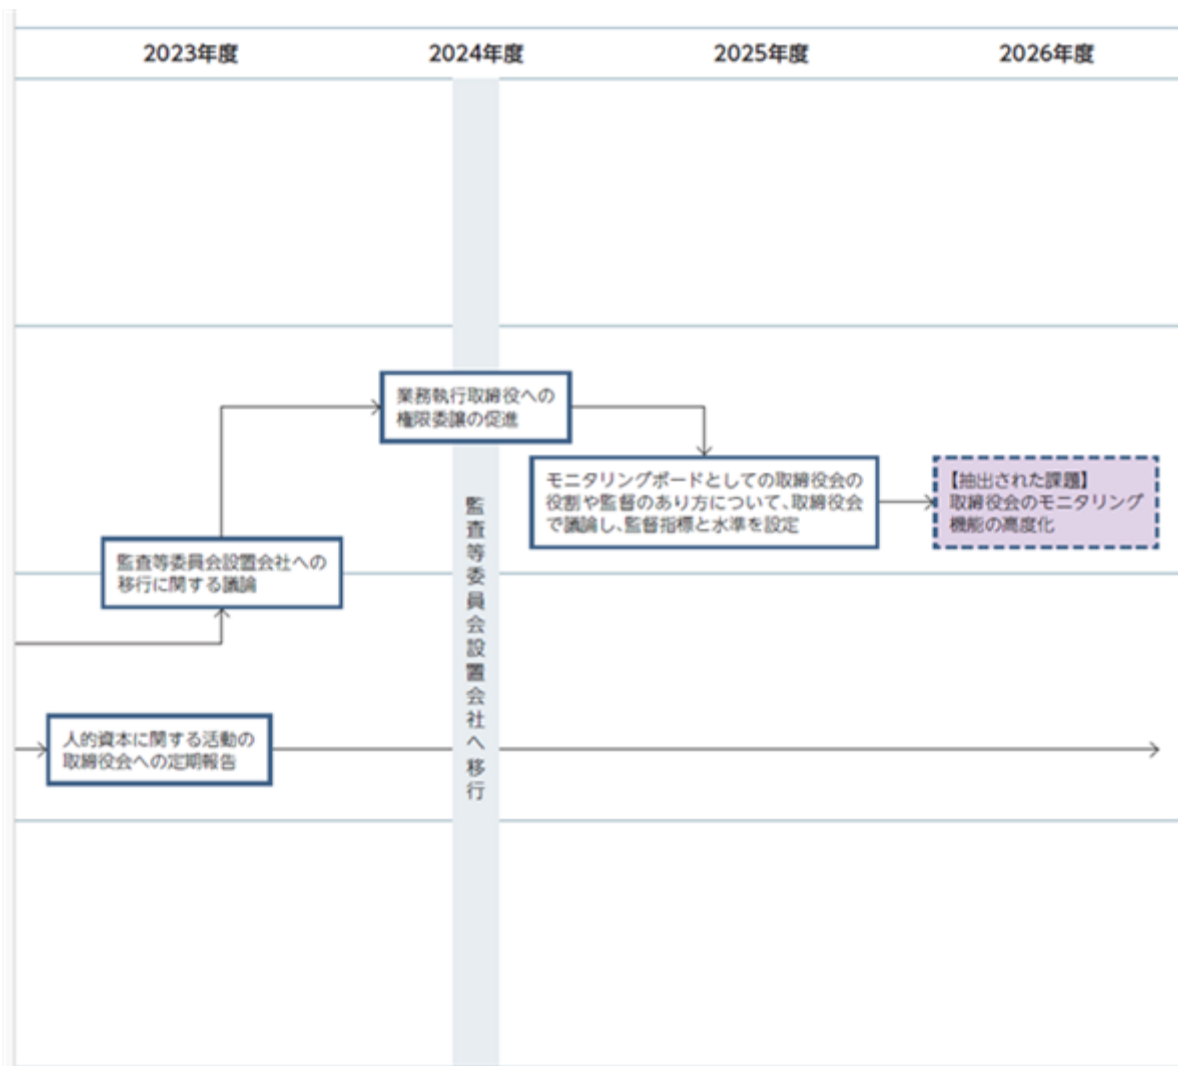 2023年度
2024年度
2025年度
2026年度
業務執行取締役への
権限委譲の促進
モニタリングボードとしての取締役会の
役割や監督のあり方について、取締役会
で議論し、監督指標と水準を設定
【抽出された課題】
取締役会のモニタリング
機能の高度化
監査等委員会設置会社への
移行に関する議論
監査等委員会設置会社へ移行
人的資本に関する活動の
取締役会への定期報告